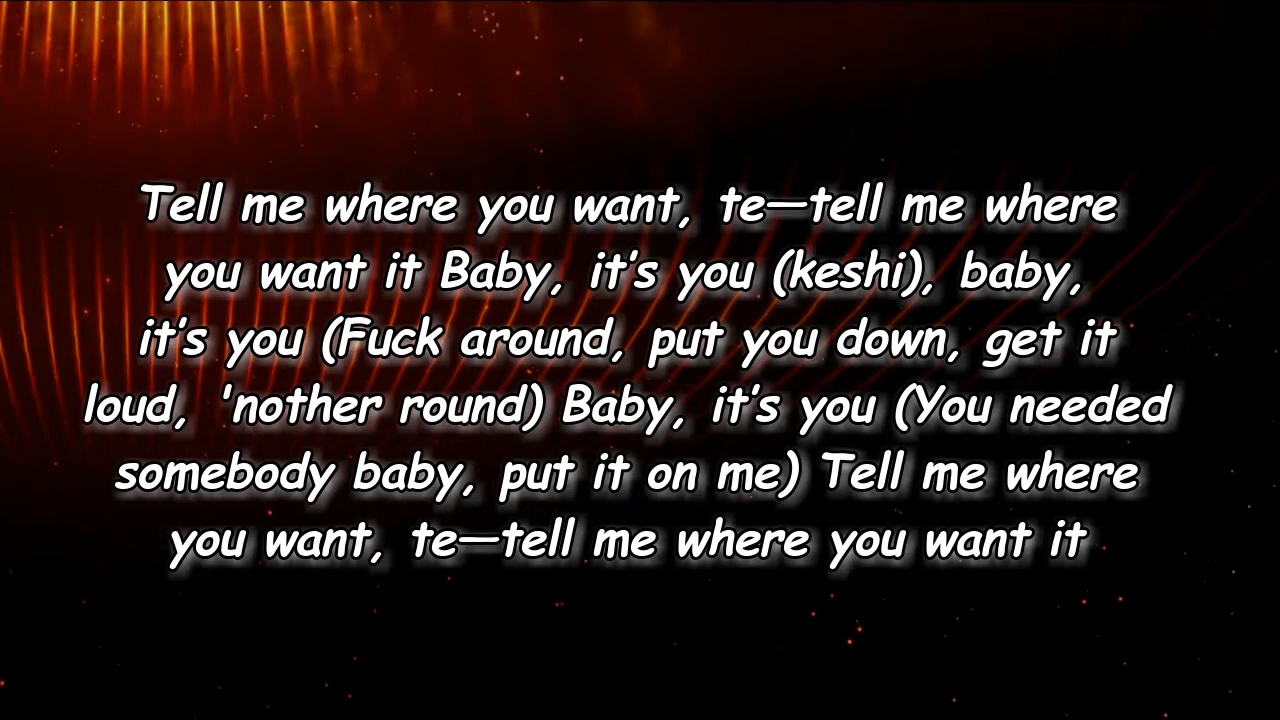 Tell me where you want, te—tell me where
you want it Baby, it's you (keshi), baby,
it's you (Fuck around, put you down, get it
loud, 'nother round) Baby, it's you (You needed
somebody baby, put it on me) Tell me where
you want, te—tell me where you want it